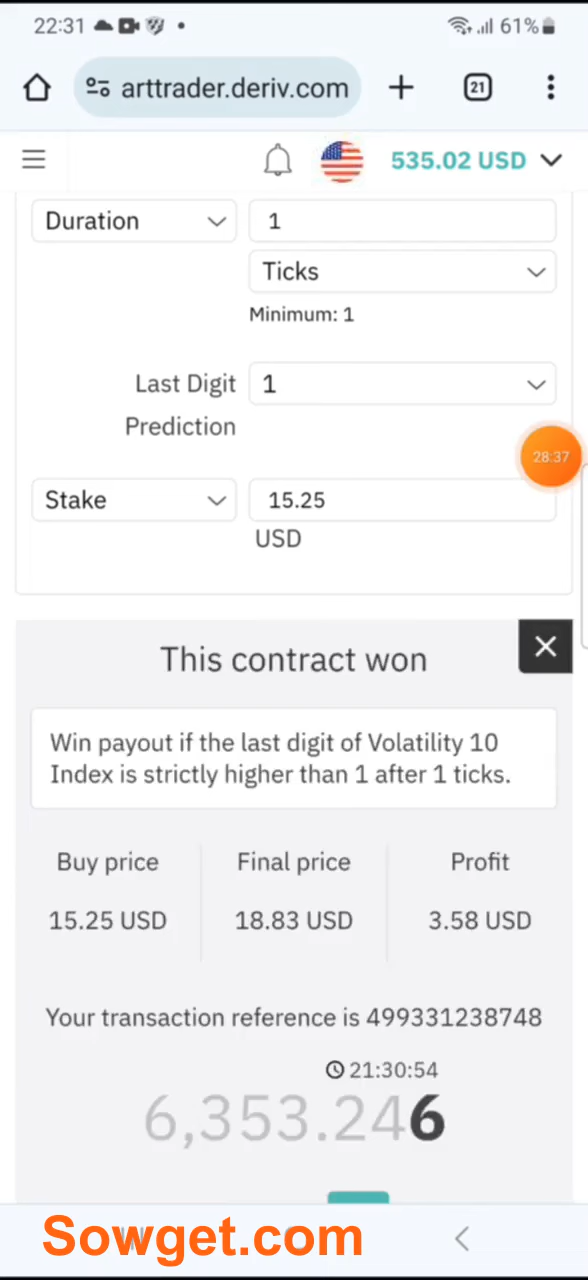 22:31 61%
arttrader.deriv.com 21
535.02 USD
Duration 1
Ticks
Minimum: 1
Last Digit 1
Prediction
28:37
Stake 15.25
USD
This contract won
Win payout if the last digit of Volatility 10
Index is strictly higher than 1 after 1 ticks.
Buy price Final price Profit
15.25 USD 18.83 USD 3.58 USD
Your transaction reference is 499331238748
21:30:54
6,353.246
Sowget.com